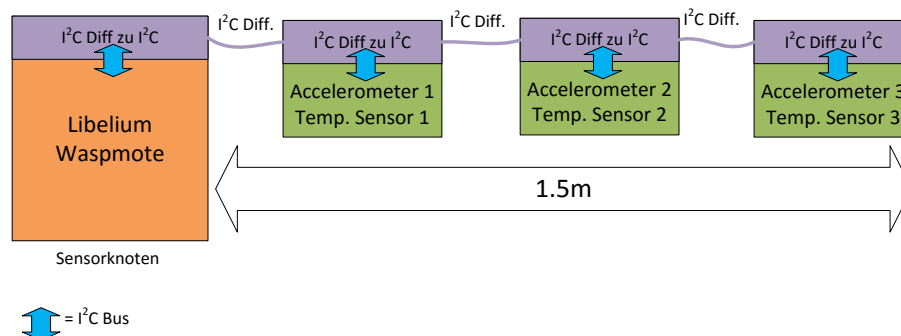 I²C Diff.
I²C Diff.
I²C Diff.
I²C Diff zu I²C
I²C Diff zu I²C
I²C Diff zu I²C
I²C Diff zu I²C
Libelium
Waspmote
Accelerometer 1
Temp. Sensor 1
Accelerometer 2
Temp. Sensor 2
Accelerometer 3
Temp. Sensor 3
1.5m
Sensorknoten
= I²C Bus